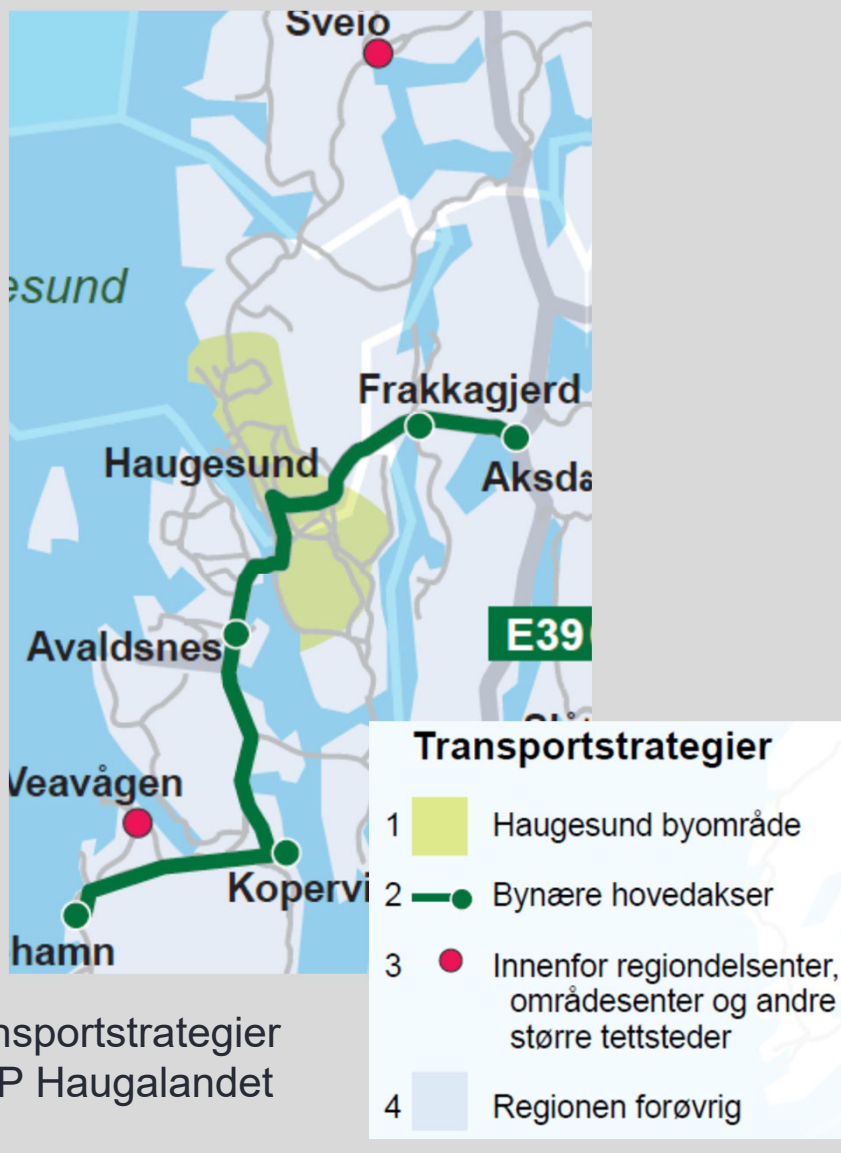 Sveio
esund
Frakkagjerd
Haugesund
Aksda
E39
Avaldsnes
Veavågen
Kopervi
hamn
Transportstrategier
1 Haugesund byområde
2 Bynære hovedakser
3 Innenfor regiondelsenter,
områdesenter og andre
større tettsteder
4 Regionen forøvrig
nsportstrategier
P Haugalandet